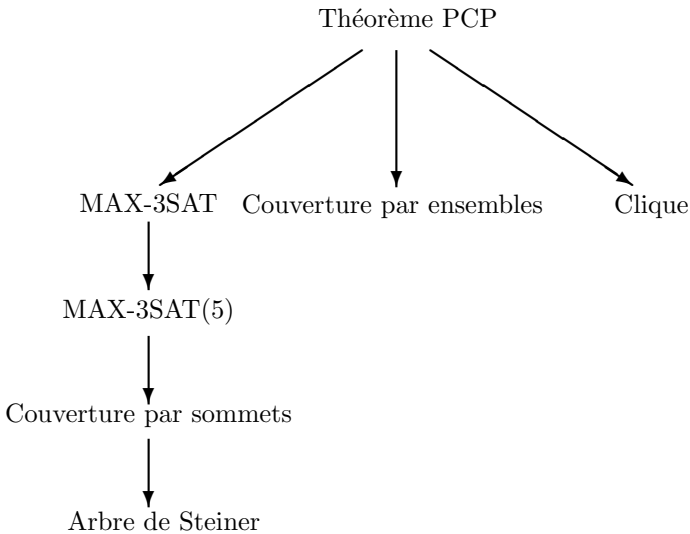 Théorème PCP
MAX-3SAT Couverture par ensembles Clique
MAX-3SAT(5)
Couverture par sommets
Arbre de Steiner